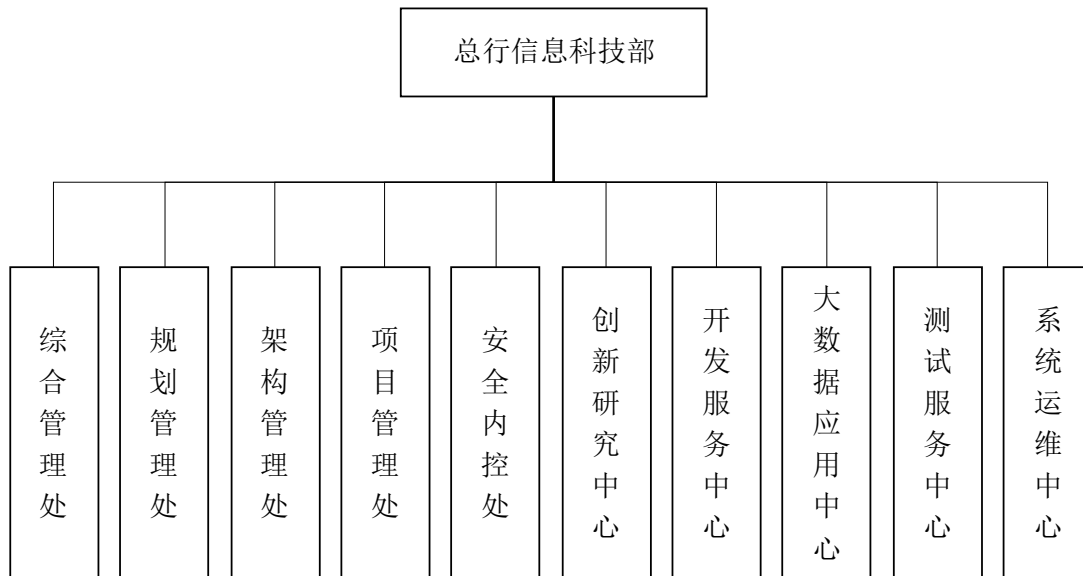 总行信息科技部
综合管理处
规划管理处
架构管理处
项目管理处
安全内控处
创新研究中心
开发服务中心
大数据应用中心
测试服务中心
系统运维中心